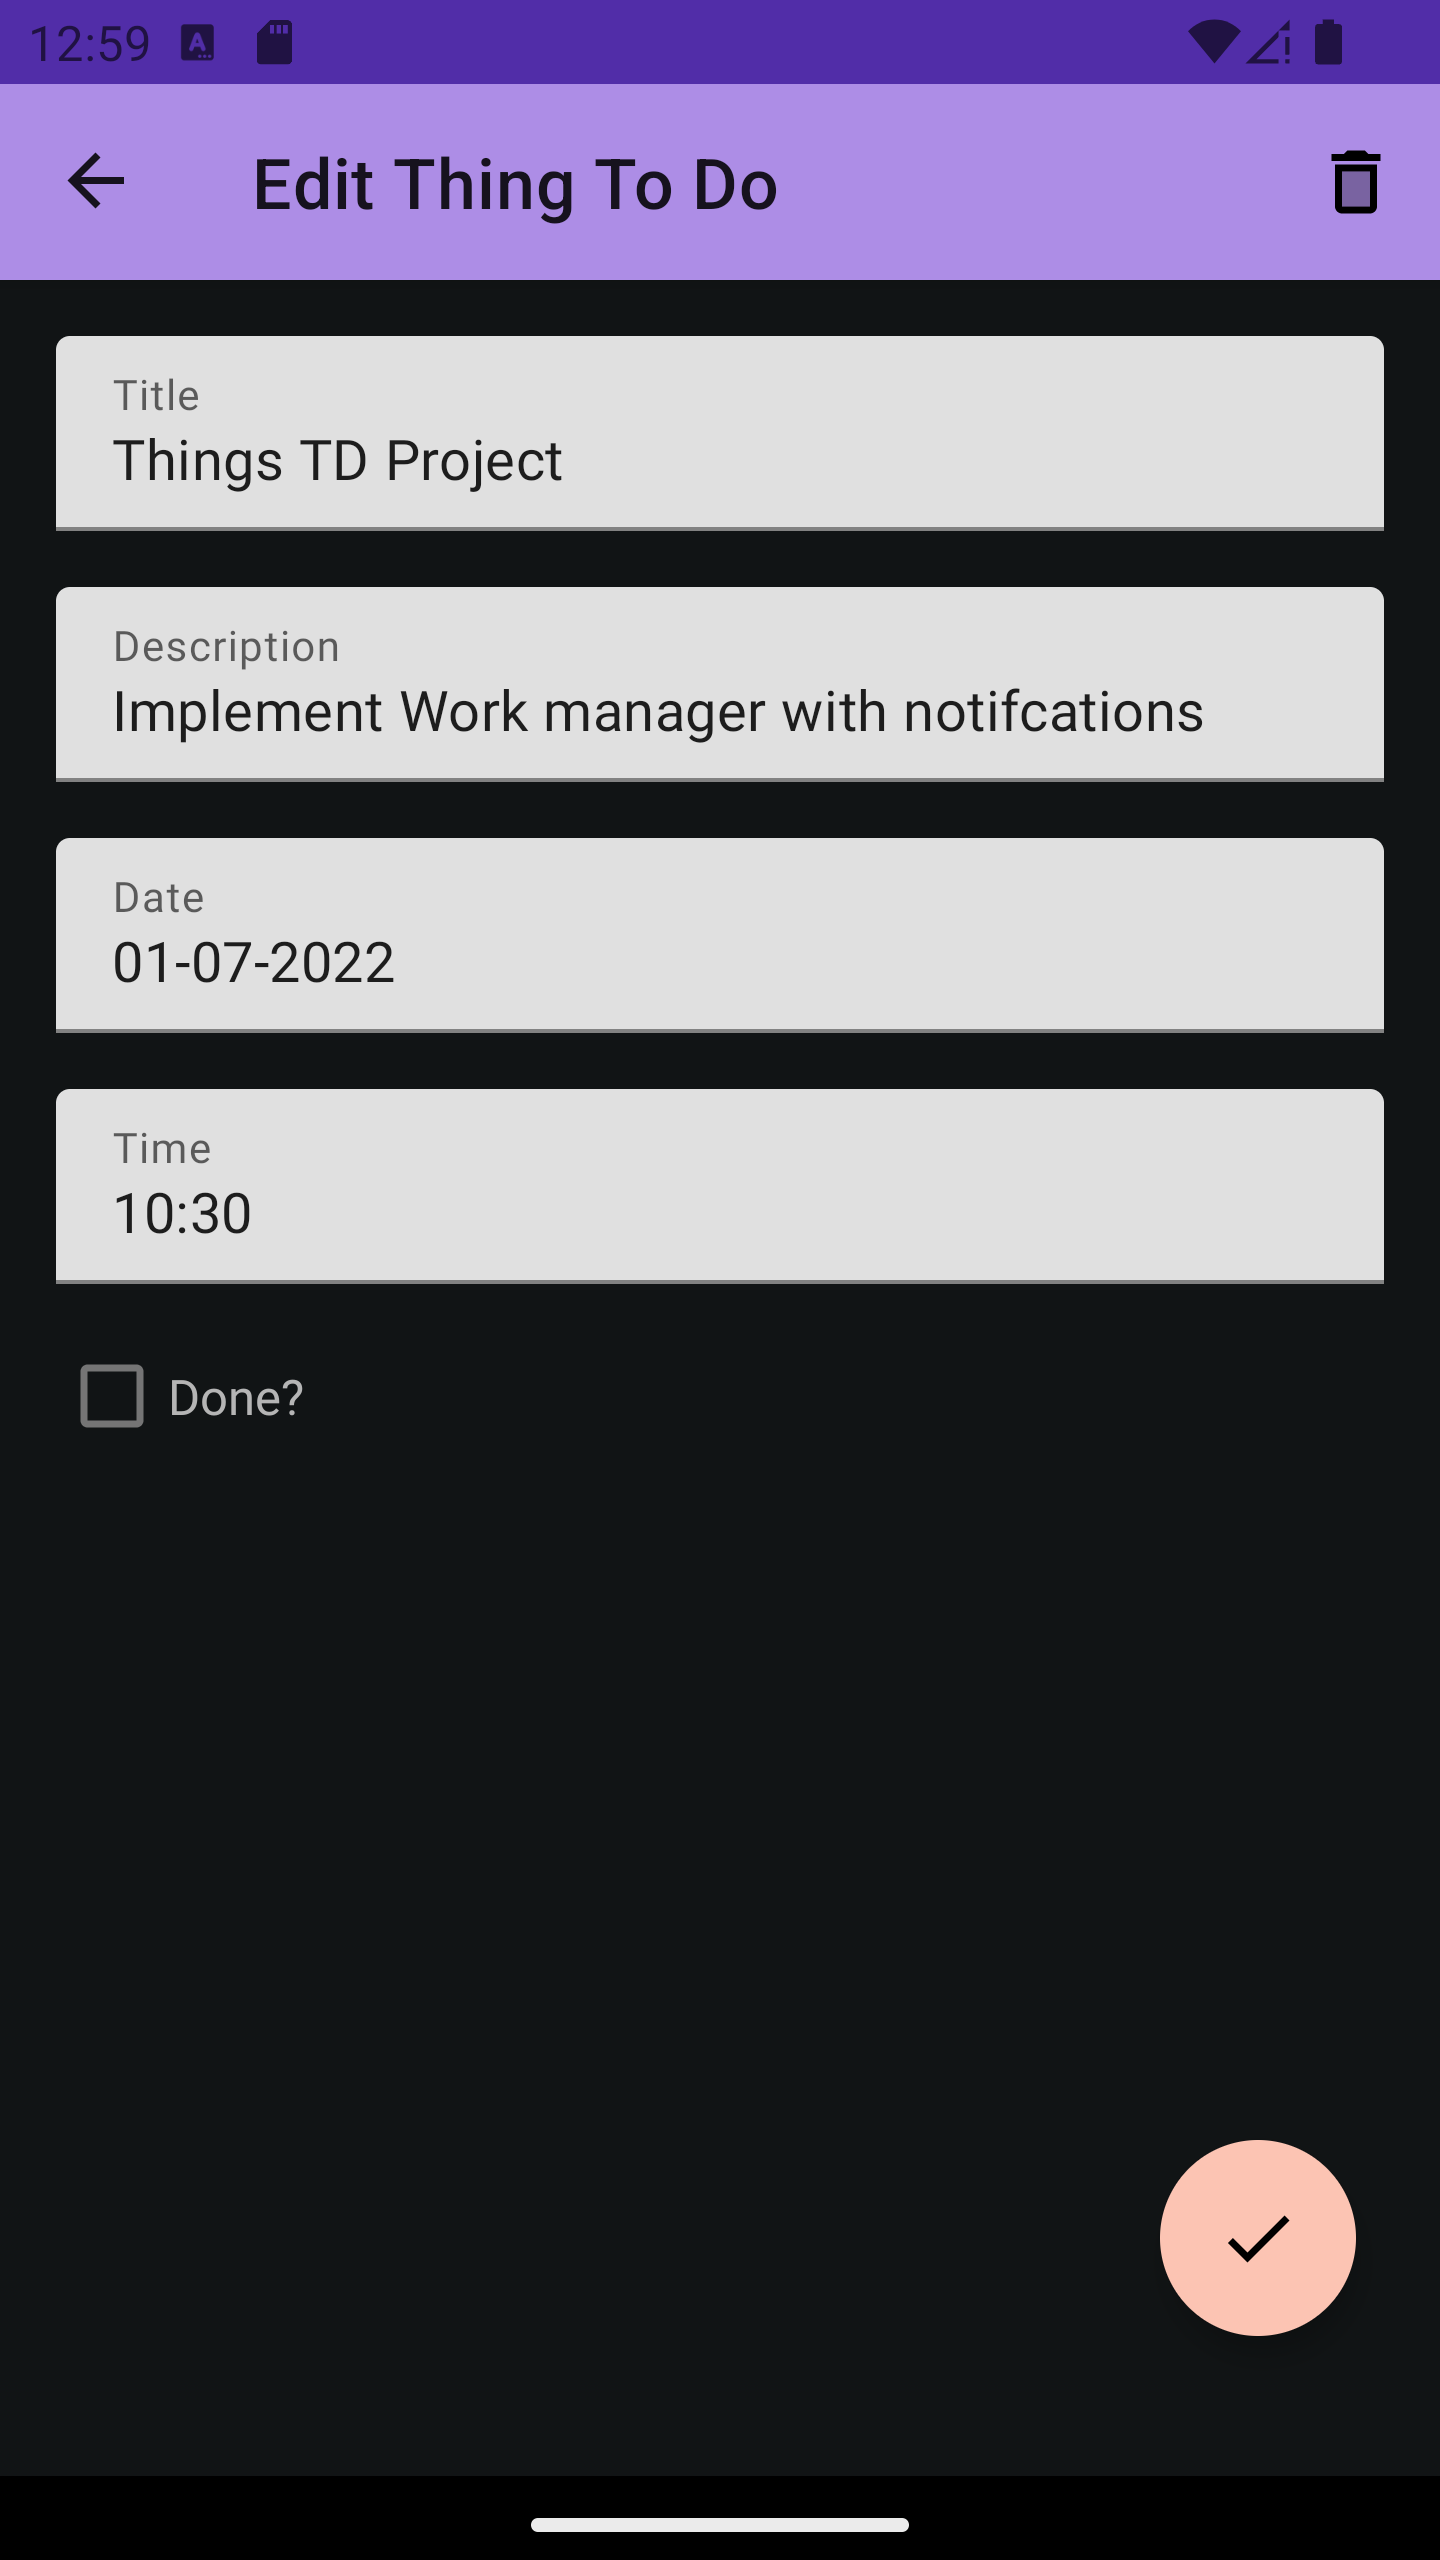 12:59
Edit Thing To Do
Title
Things TD Project
Description
Implement Work manager with notifcations
Date
01-07-2022
Time
10:30
Done?